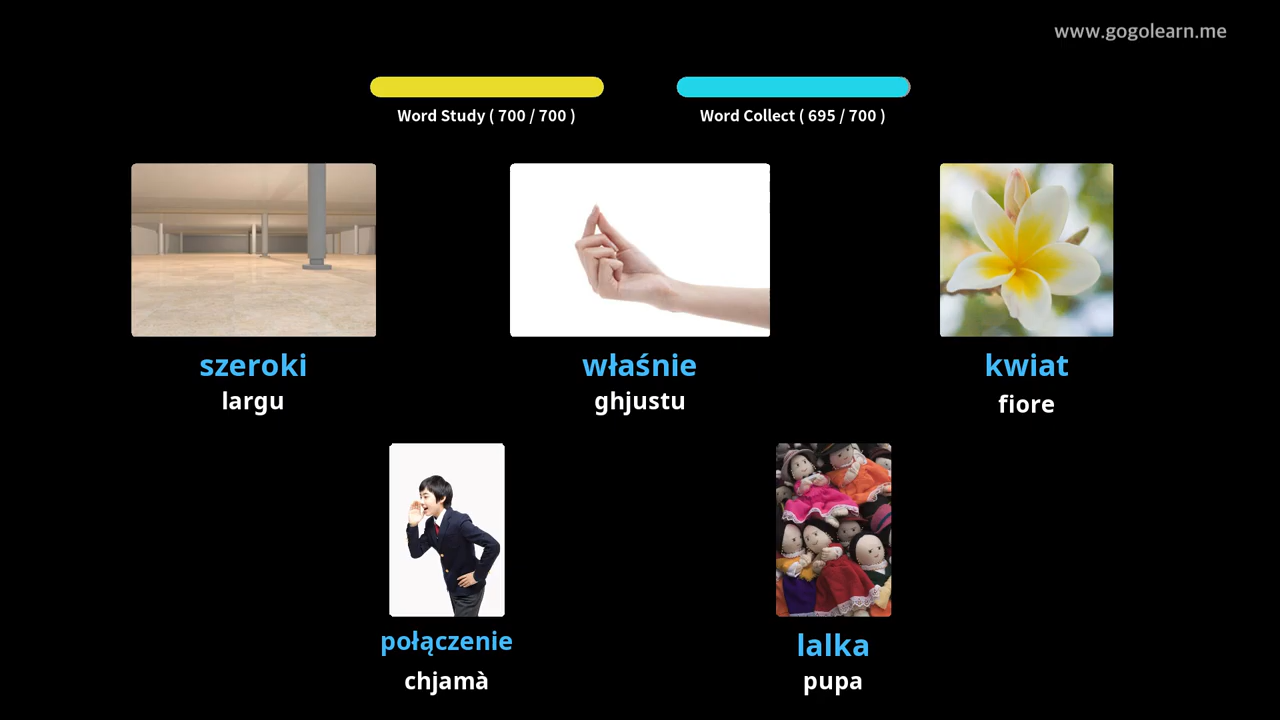 www.gogolearn.me
Word Study ( 700 / 700 )
Word Collect ( 695 / 700 )
szeroki
largu
właśnie
ghjustu
kwiat
fiore
połączenie
chjamà
lalka
pupa